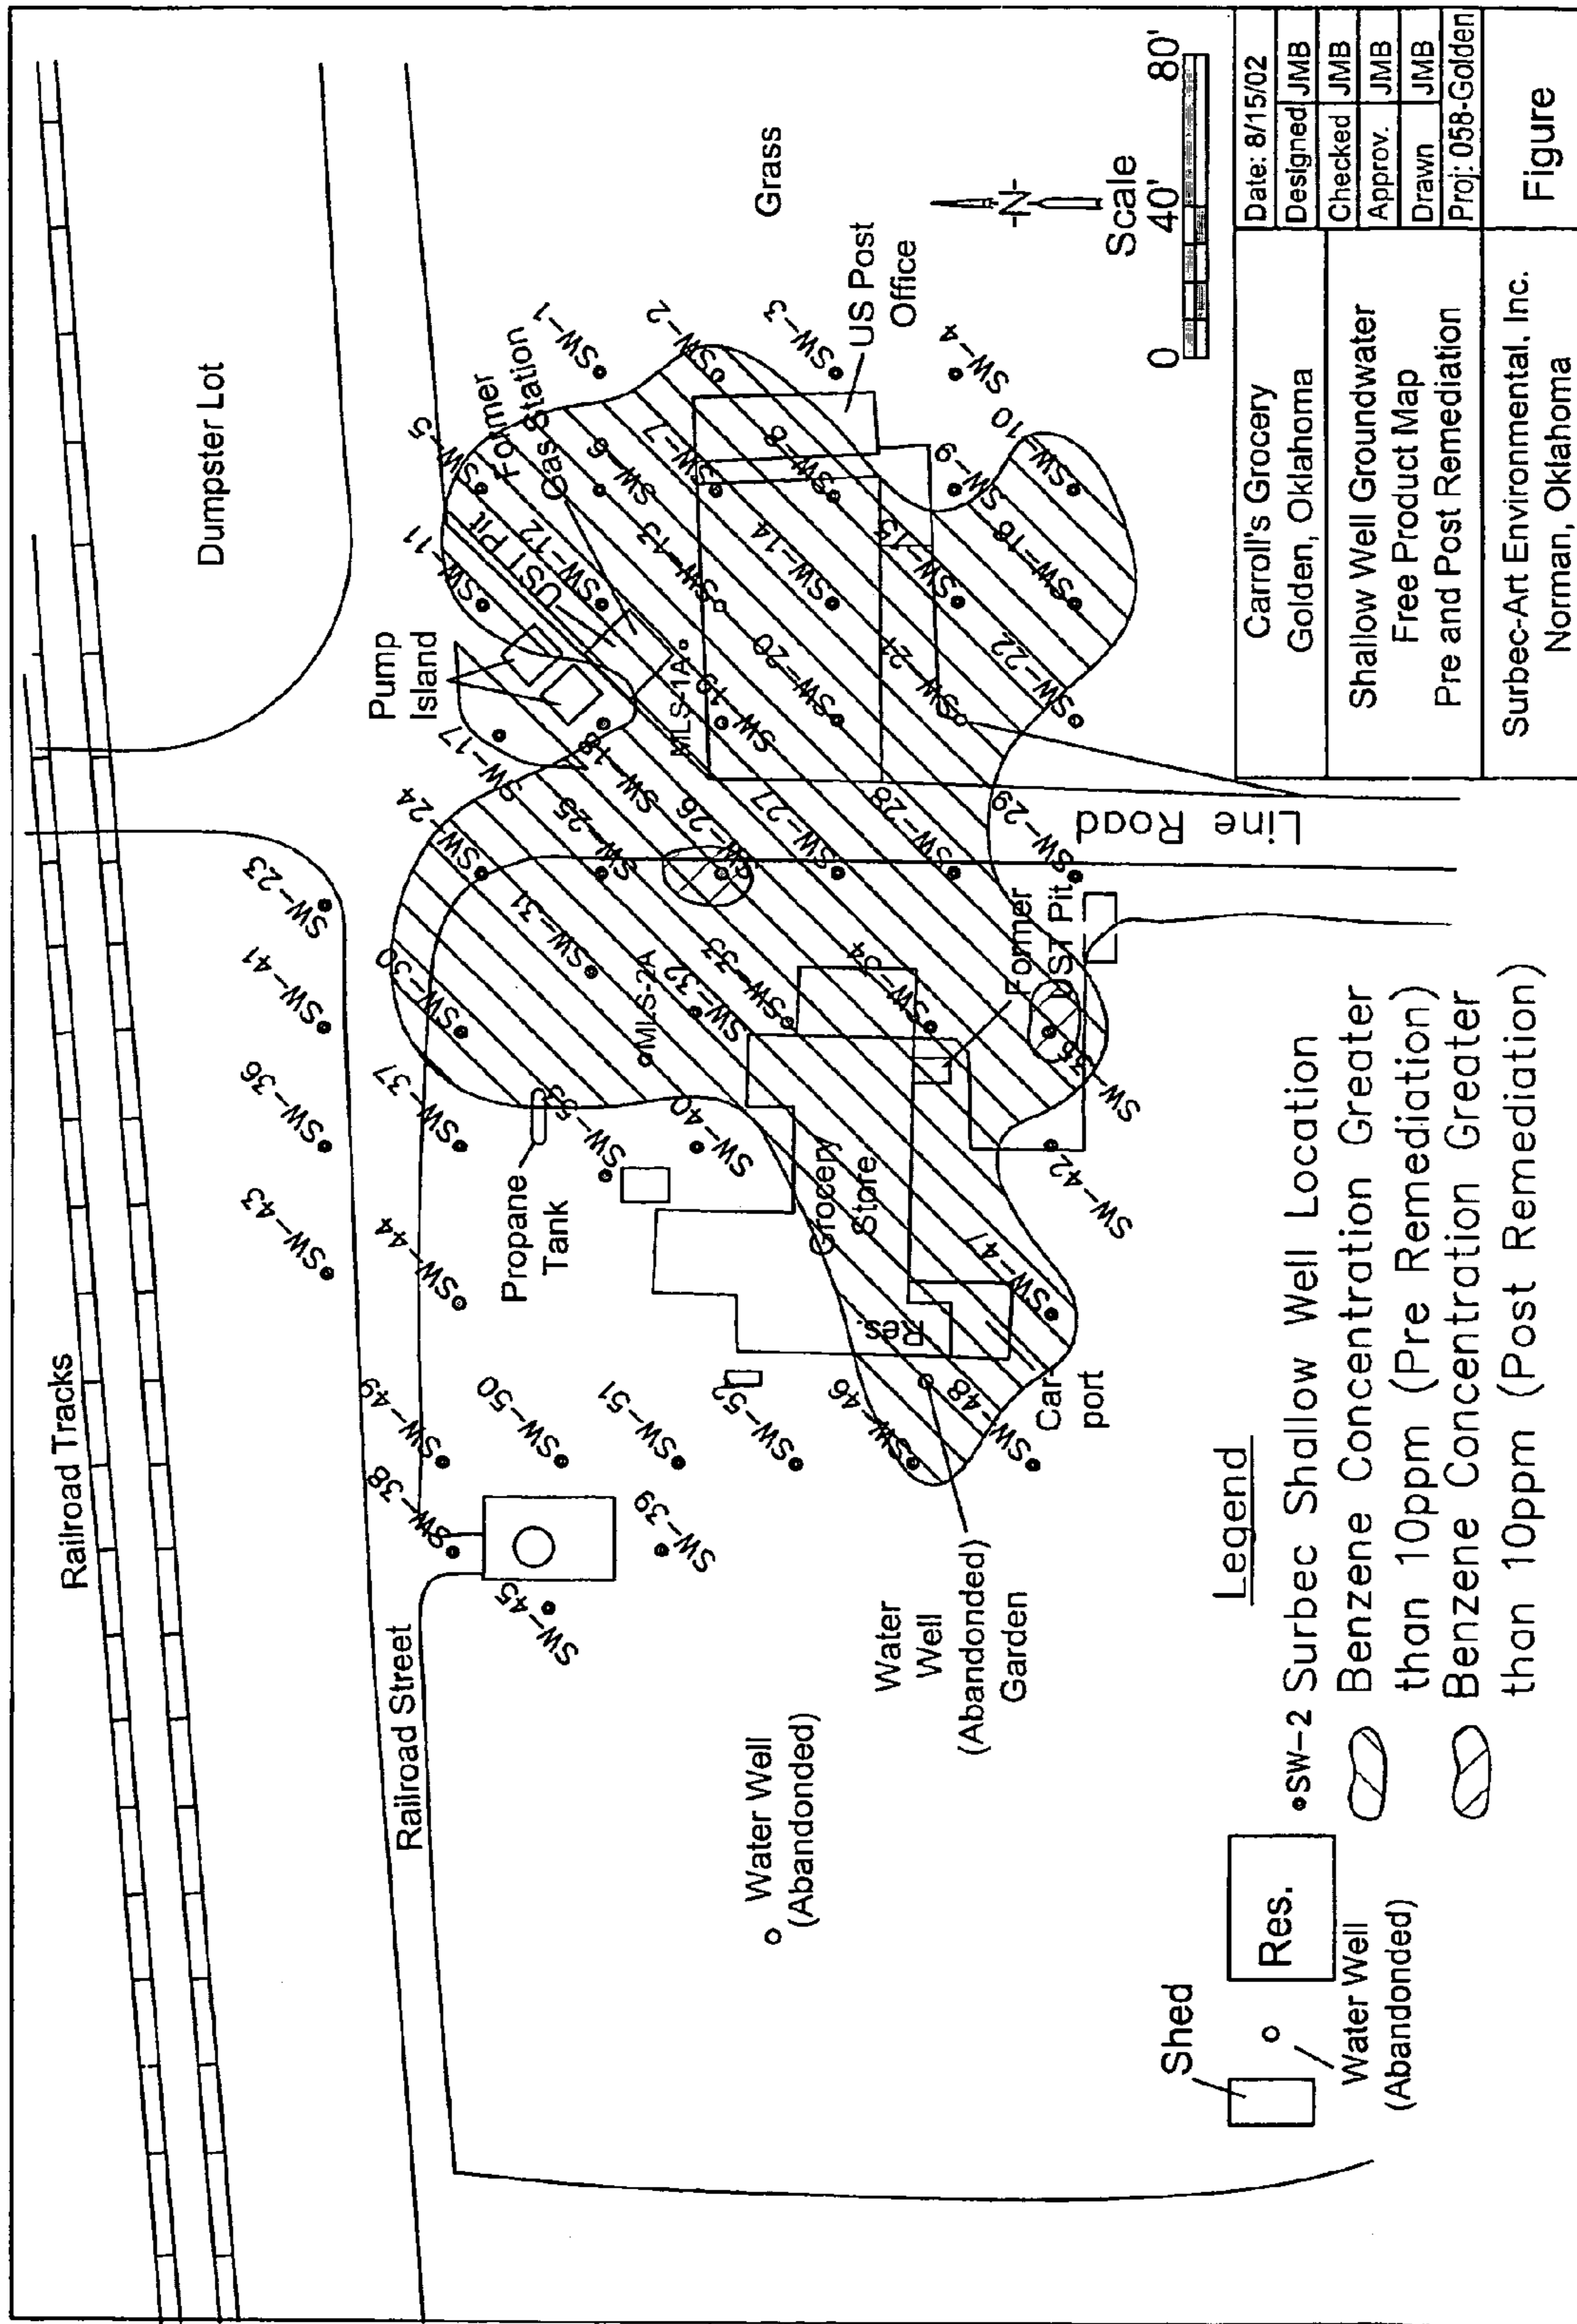 Railroad Tracks
Dumpster Lot
Railroad Street
Pump
Island
Former
Gas Station
UST Pit
Grass
US Post
Office
SW-1
SW-2
SW-3
SW-4
SW-5
SW-6
SW-7
SW-8
SW-9
SW-10
SW-11
SW-12
SW-13
SW-14
SW-15
SW-16
SW-17
SW-18
SW-19
SW-20
SW-21
SW-22
SW-23
SW-24
SW-25
SW-26
SW-27
SW-28
SW-29
SW-30
SW-31
SW-32
SW-33
SW-35
SW-36
SW-37
SW-38
SW-39
SW-40
SW-41
SW-42
SW-43
SW-44
SW-45
SW-46
SW-47
SW-48
SW-49
SW-50
SW-51
SW-52
SW-53
MLS-1A
MLS-2A
Line Road
Former
UST Pit
Propane
Tank
Grocery
Store
Res.
Car-
port
Water
Well
(Abandonded)
Garden
Water Well
(Abandonded)
Shed
Res.
Water Well
(Abandonded)
-N-
Scale
0 40' 80'
Legend
SW-2 Surbec Shallow Well Location
Benzene Concentration Greater
than 10ppm (Pre Remediation)
Benzene Concentration Greater
than 10ppm (Post Remediation)
Carroll's Grocery
Golden, Oklahoma
Shallow Well Groundwater
Free Product Map
Pre and Post Remediation
Surbec-Art Environmental, Inc.
Norman, Oklahoma
Date: 8/15/02
Designed JMB
Checked JMB
Approv. JMB
Drawn JMB
Proj: 058-Golden
Figure